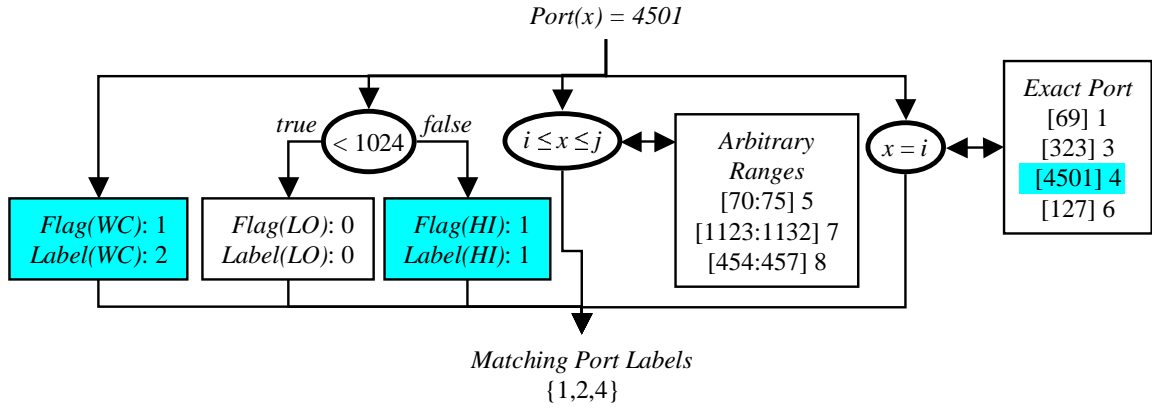 Port(x) = 4501
true
false
< 1024
i ≤ x ≤ j
x = i
Exact Port
[69] 1
[323] 3
[4501] 4
[127] 6
Arbitrary
Ranges
[70:75] 5
[1123:1132] 7
[454:457] 8
Flag(WC): 1
Label(WC): 2
Flag(LO): 0
Label(LO): 0
Flag(HI): 1
Label(HI): 1
Matching Port Labels
{1,2,4}